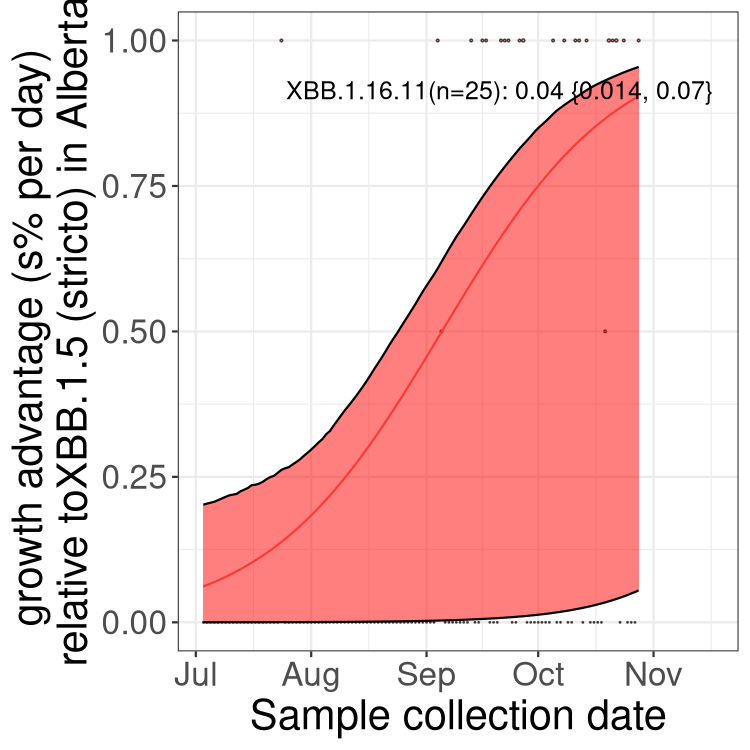 growth advantage (s% per day)
relative toXBB.1.5 (stricto) in Alberta
1.00
XBB.1.16.11(n=25): 0.04 {0.014, 0.07}
0.75
0.50
0.25
0.00
Jul Aug Sep Oct Nov
Sample collection date